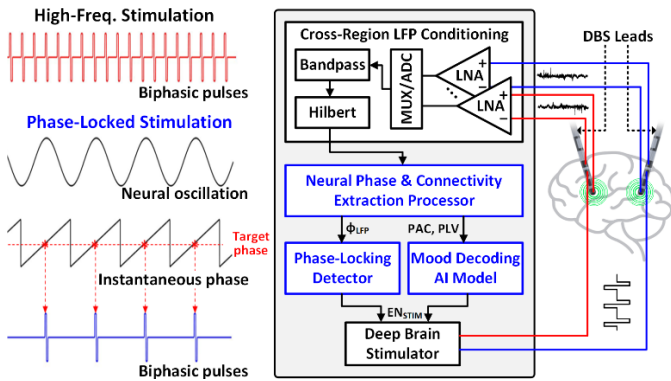 High-Freq. Stimulation
Biphasic pulses
Phase-Locked Stimulation
Neural oscillation
Target
phase
Instantaneous phase
Biphasic pulses
Cross-Region LFP Conditioning
Bandpass
Hilbert
MUX/ADC
LNA
+
−
LNA
+
−
Neural Phase & Connectivity
Extraction Processor
ϕLFP
PAC, PLV
Phase-Locking
Detector
Mood Decoding
AI Model
ENSTIM
Deep Brain
Stimulator
DBS Leads